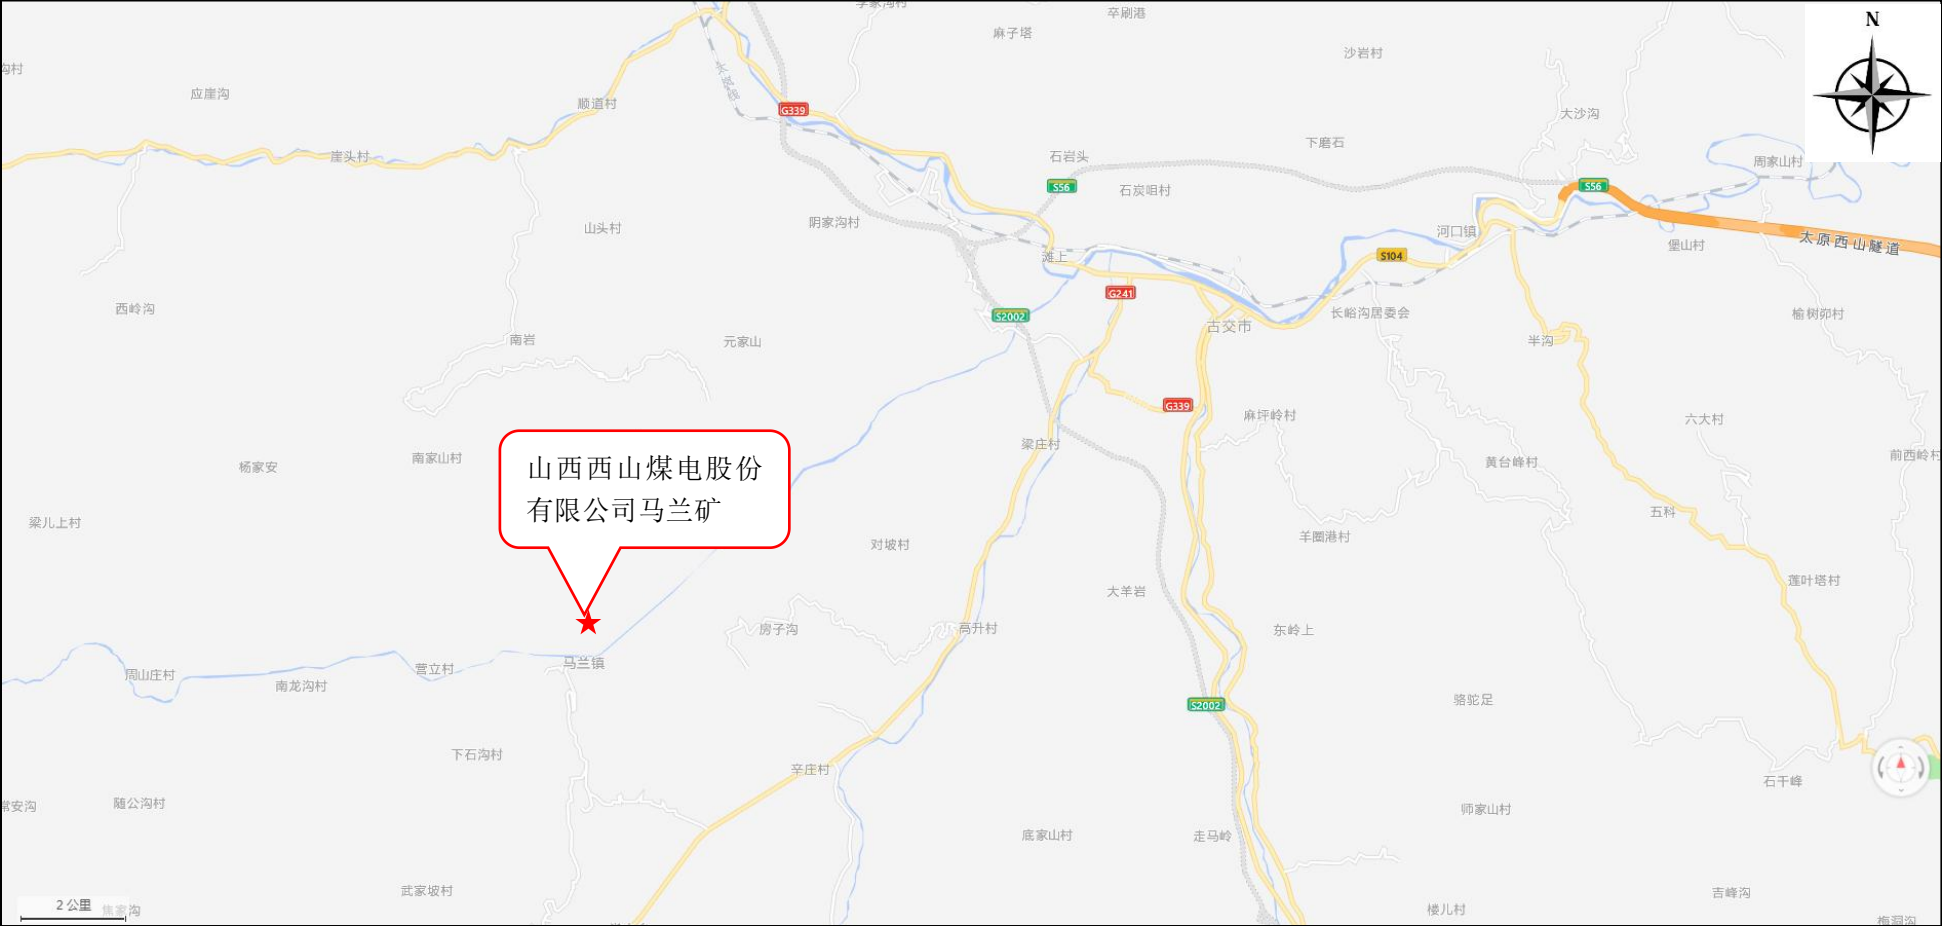 李家沟村
卒刷港
N
麻子塔
沙岩村
沟村
应崖沟
顺道村
G339
大沙沟
下磨石
崖头村
石岩头
周家山村
S56
石炭咀村
S56
阴家沟村
山头村
河口镇
太原西山隧道
堡山村
滩上
S104
G241
西岭沟
S2002
古交市
长峪沟居委会
榆树峁村
南岩
元家山
半沟
G339
麻坪岭村
六大村
梁庄村
杨家安
南家山村
山西西山煤电股份
有限公司马兰矿
黄台峰村
前西岭村
梁儿上村
五科
对坡村
羊圈港村
大羊岩
莲叶塔村
房子沟
高升村
东岭上
马兰镇
周山庄村
营立村
南龙沟村
骆驼足
S2002
下石沟村
辛庄村
石千峰
常安沟
随公沟村
师家山村
底家山村
走马岭
武家坡村
吉峰沟
2 公里
焦家沟
楼儿村
梅洞沟